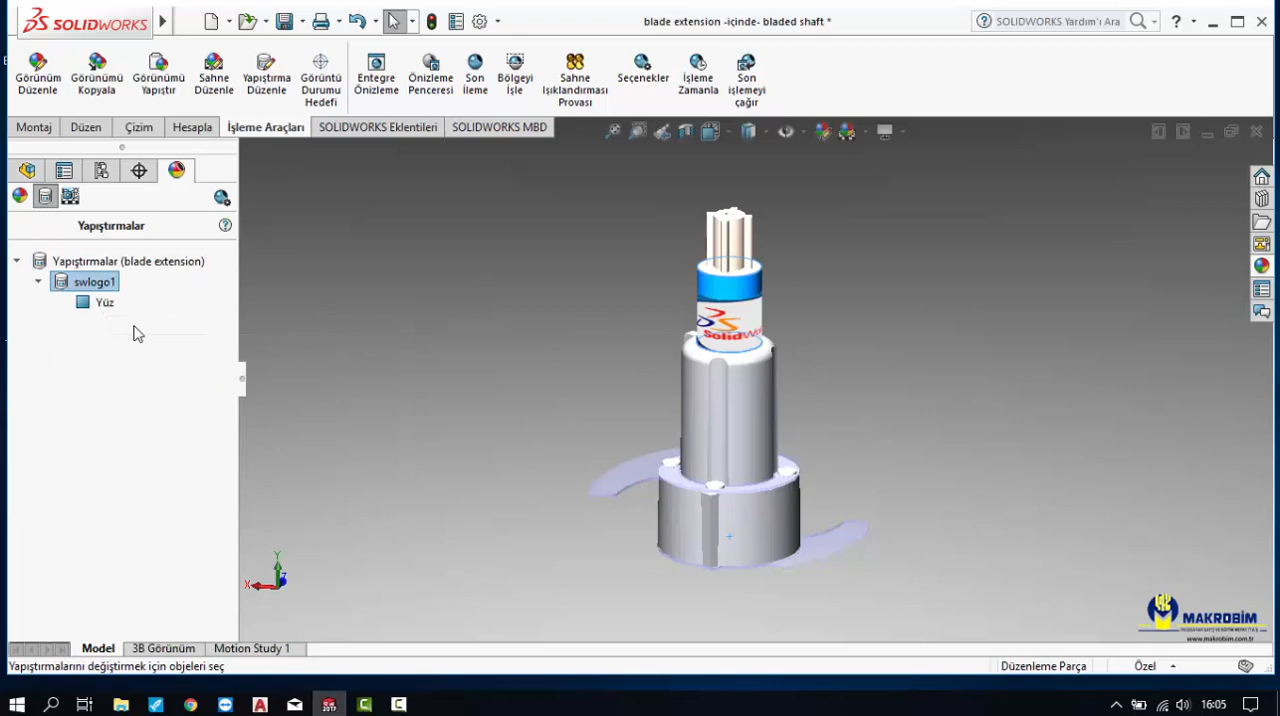 SOLIDWORKS
blade extension -içinde- bladed shaft *
SOLIDWORKS Yardım'ı Ara
Görünüm Düzenle
Görünümü Kopyala
Görünümü Yapıştır
Sahne Düzenle
Yapıştırma Düzenle
Görüntü Durumu Hedefi
Entegre Önizleme
Önizleme Penceresi
Son İleme
Bölgeyi İşle
Sahne Işıklandırması Provası
Seçenekler
İşleme Zamanla
Son işlemeyi çağır
Montaj
Düzen
Çizim
Hesapla
İşleme Araçları
SOLIDWORKS Eklentileri
SOLIDWORKS MBD
Yapıştırmalar
Yapıştırmalar (blade extension)
swlogo1
Yüz
SolidWor
Y
X
Z
MAKROBİM
www.makrobim.com.tr
Model
3B Görünüm
Motion Study 1
Yapıştırmalarını değiştirmek için objeleri seç
Düzenleme Parça
Özel
2017
16:05